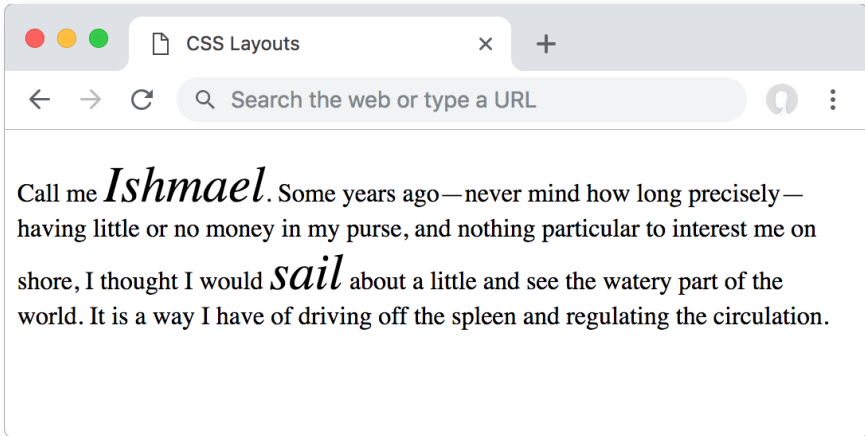 CSS Layouts
Search the web or type a URL
Call me Ishmael. Some years ago—never mind how long precisely—
having little or no money in my purse, and nothing particular to interest me on
shore, I thought I would sail about a little and see the watery part of the
world. It is a way I have of driving off the spleen and regulating the circulation.